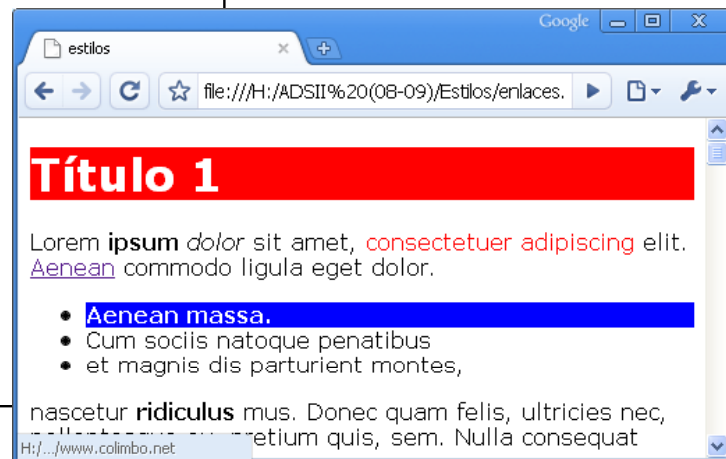 Google
estilos
file:///H:/ADSII%20(08-09)/Estilos/enlaces.
Título 1
Lorem ipsum dolor sit amet, consectetuer adipiscing elit.
Aenean commodo ligula eget dolor.
Aenean massa.
Cum sociis natoque penatibus
et magnis dis parturient montes,
nascetur ridiculus mus. Donec quam felis, ultricies nec,
pretium quis, sem. Nulla consequat
H:/.../www.colimbo.net